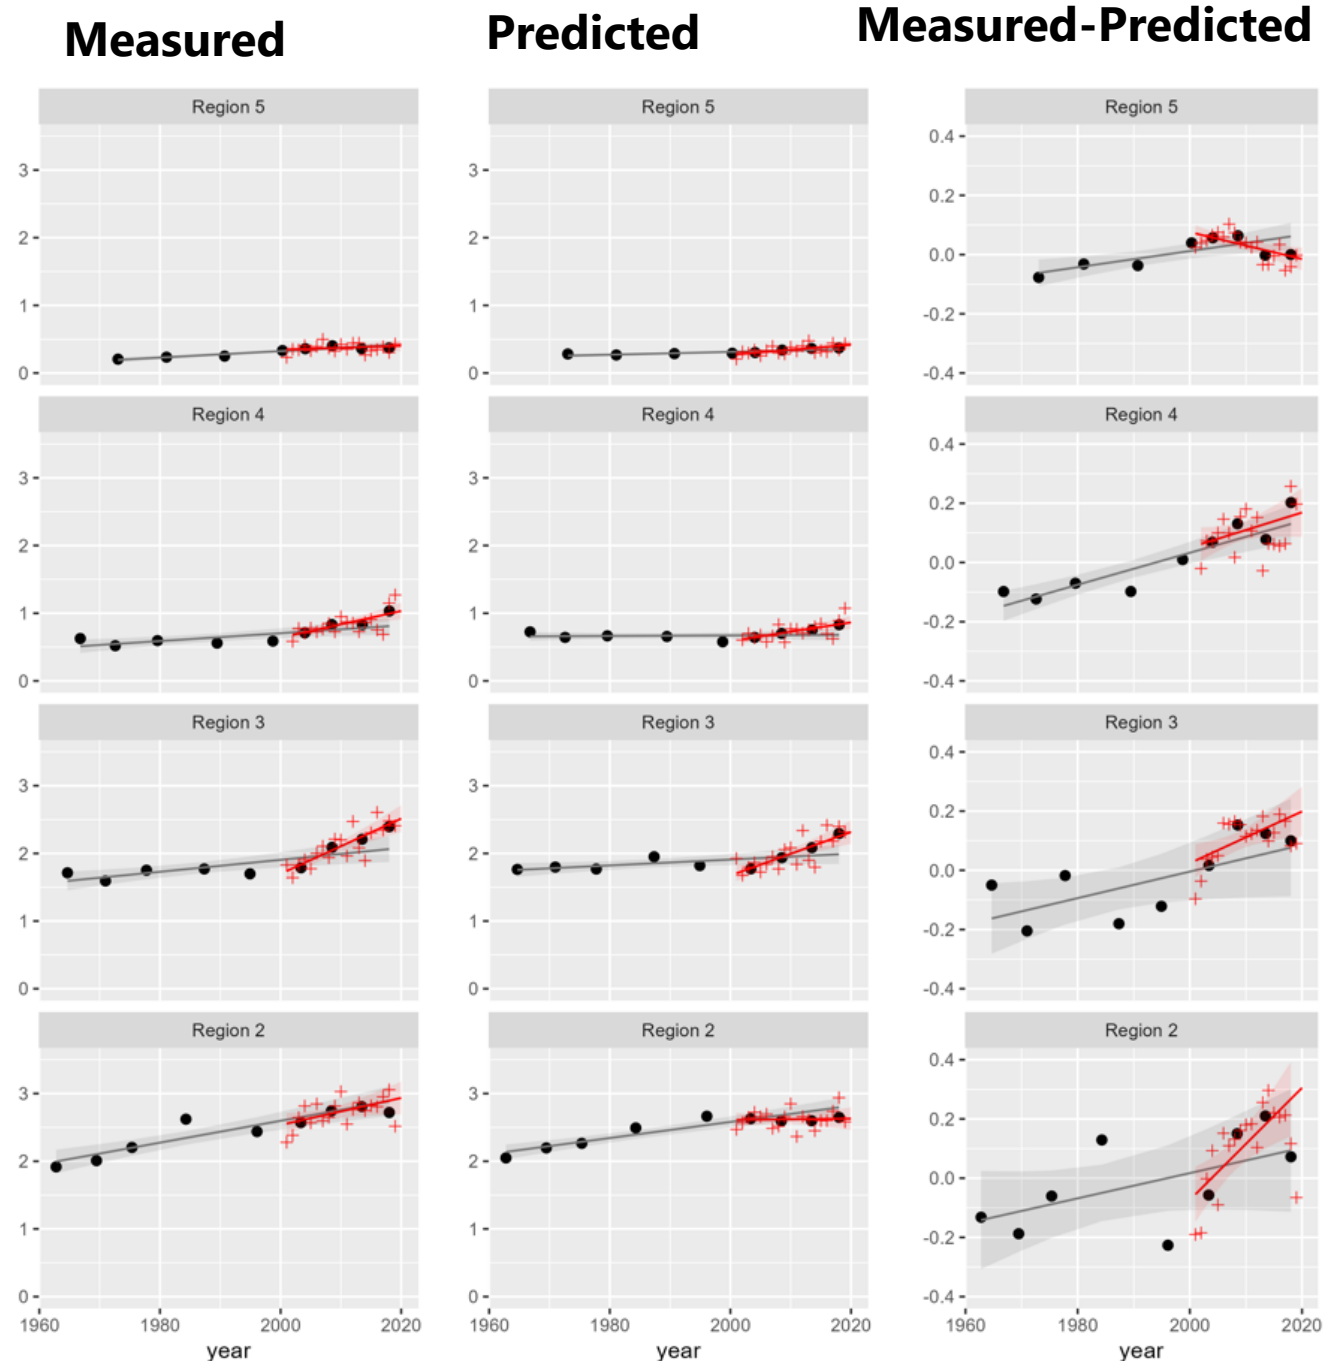 Measured Predicted Measured-Predicted
Region 5 Region 5 Region 5
3 3 0.4
2 2 0.2
1 1 0.0
0 0 -0.2
-0.4
Region 4 Region 4 Region 4
3 3 0.4
2 2 0.2
1 1 0.0
0 0 -0.2
-0.4
Region 3 Region 3 Region 3
3 3 0.4
2 2 0.2
1 1 0.0
0 0 -0.2
-0.4
Region 2 Region 2 Region 2
3 3 0.4
2 2 0.2
1 1 0.0
0 0 -0.2
-0.4
1960 1980 2000 2020 1960 1980 2000 2020 1960 1980 2000 2020
year year year